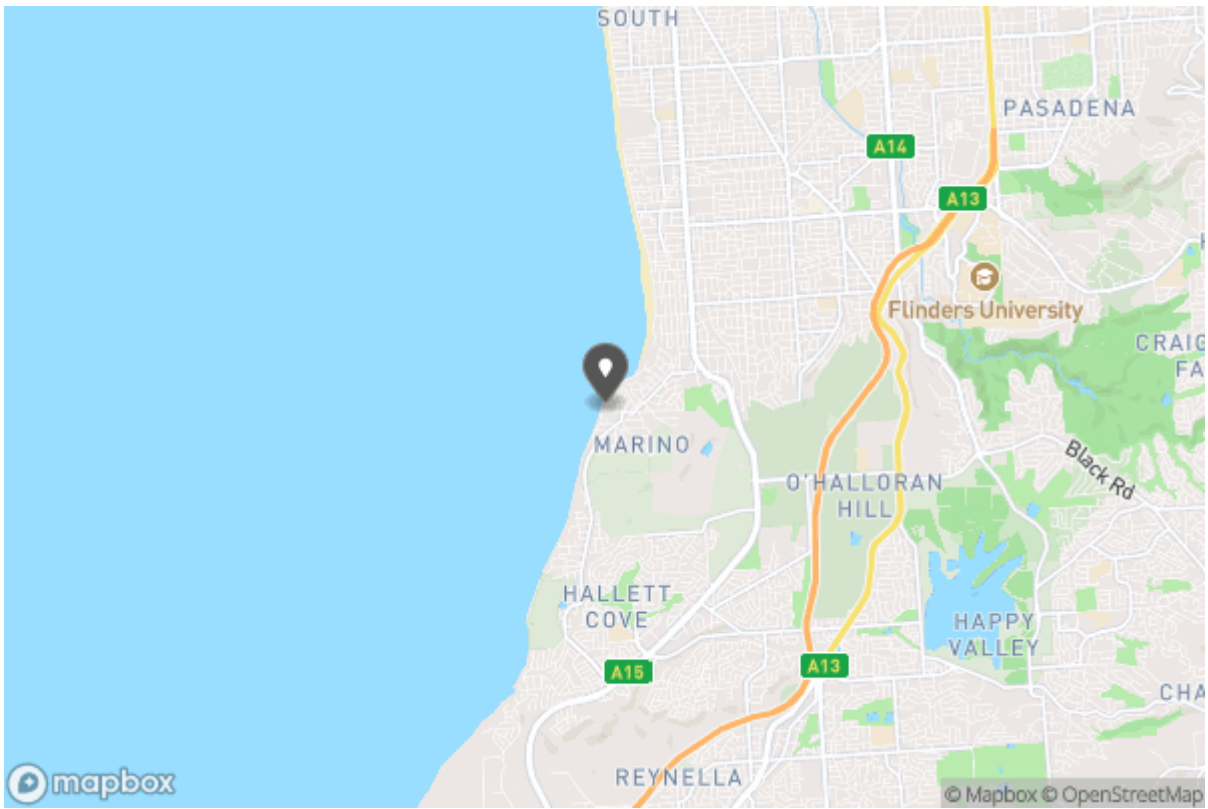 SOUTH
PASADENA
A14
A13
Flinders University
CRAIG
FA
MARINO
Black Rd
O'HALLORAN
HILL
HALLETT
COVE
HAPPY
VALLEY
A15
A13
CHA
REYNELLA
mapbox
© Mapbox © OpenStreetMap